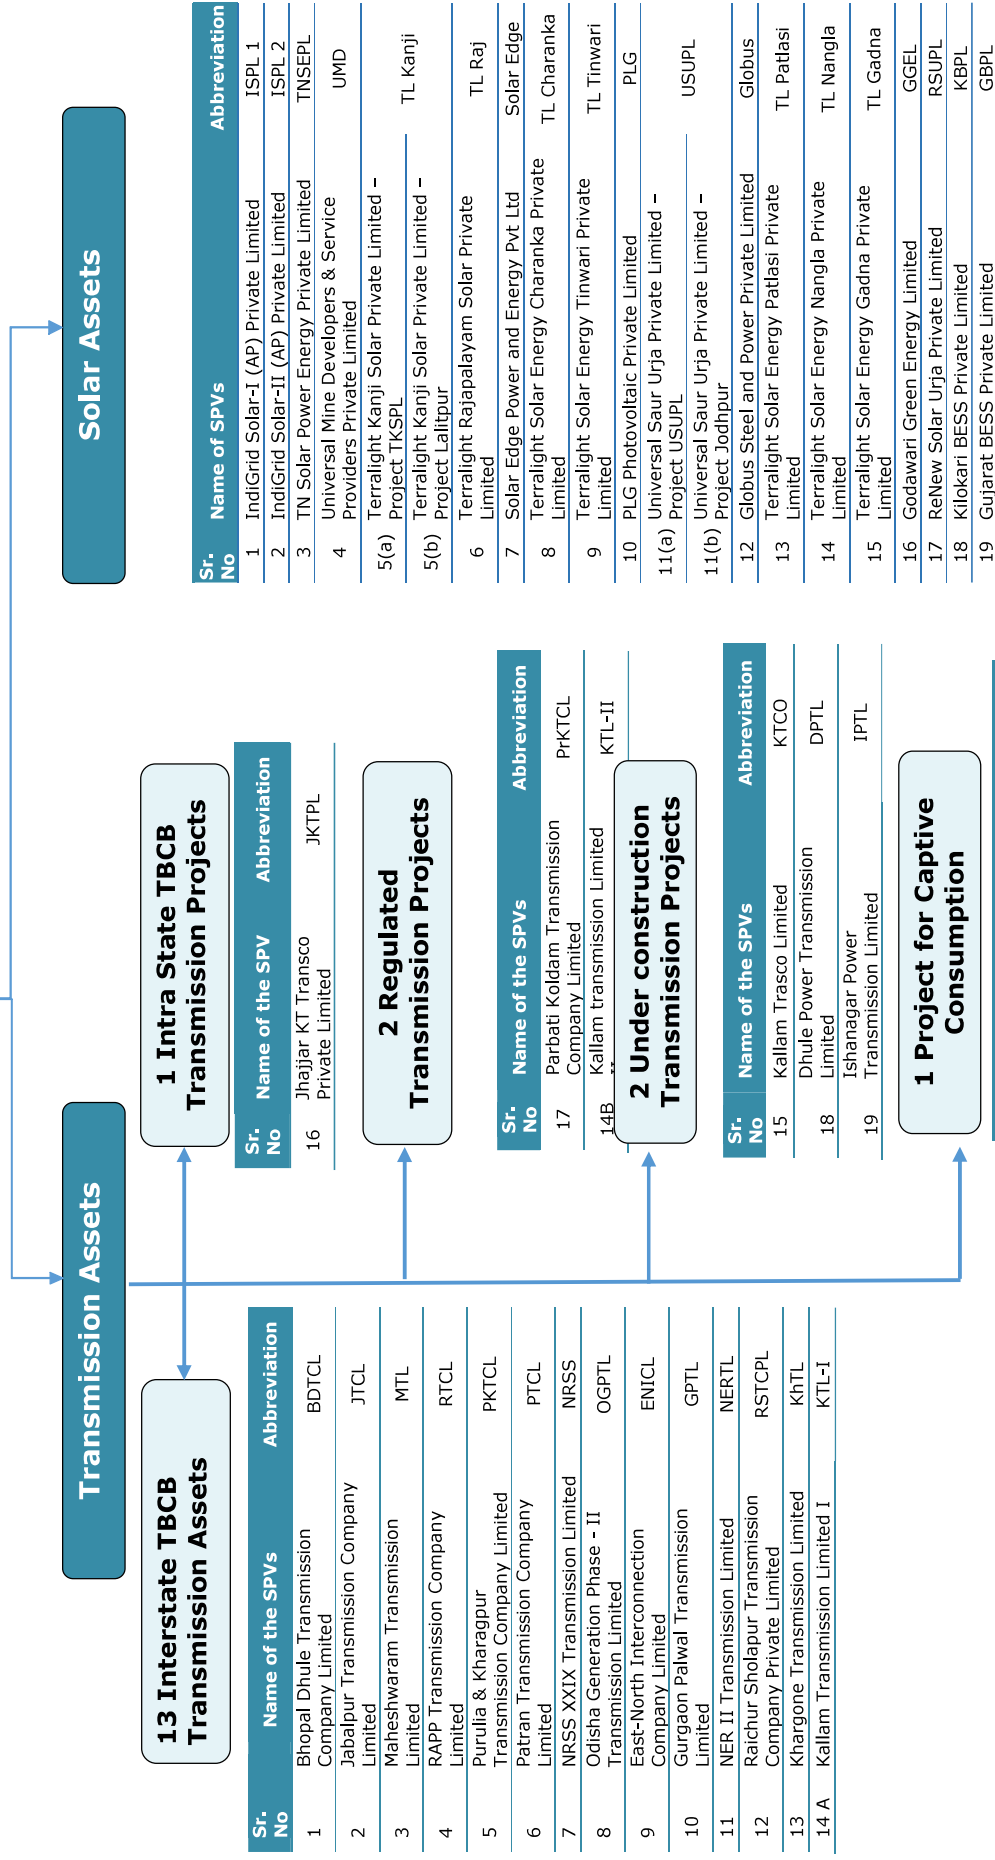 Transmission Assets
Solar Assets
13 Interstate TBCB
Transmission Assets
Sr.
No
Name of the SPVs
Abbreviation
1
Bhopal Dhule Transmission
Company Limited
BDTCL
2
Jabalpur Transmission Company
Limited
JTCL
3
Maheshwaram Transmission
Limited
MTL
4
RAPP Transmission Company
Limited
RTCL
5
Purulia & Kharagpur
Transmission Company Limited
PKTCL
6
Patran Transmission Company
Limited
PTCL
7
NRSS XXIX Transmission Limited
NRSS
8
Odisha Generation Phase - II
Transmission Limited
OGPTL
9
East-North Interconnection
Company Limited
ENICL
10
Gurgaon Palwal Transmission
Limited
GPTL
11
NER II Transmission Limited
NERTL
12
Raichur Sholapur Transmission
Company Private Limited
RSTCPL
13
Khargone Transmission Limited
KhTL
14 A
Kallam Transmission Limited I
KTL-I
1 Intra State TBCB
Transmission Projects
Sr.
No
Name of the SPV
Abbreviation
16
Jhajjar KT Transco
Private Limited
JKTPL
2 Regulated
Transmission Projects
Sr.
No
Name of the SPVs
Abbreviation
17
Parbati Koldam Transmission
Company Limited
PrKTCL
14B
Kallam transmission Limited
KTL-II
2 Under construction
Transmission Projects
Sr.
No
Name of the SPVs
Abbreviation
15
Kallam Trasco Limited
KTCO
18
Dhule Power Transmission
Limited
DPTL
19
Ishanagar Power
Transmission Limited
IPTL
1 Project for Captive
Consumption
Sr.
No
Name of SPVs
Abbreviation
1
IndiGrid Solar-I (AP) Private Limited
ISPL 1
2
IndiGrid Solar-II (AP) Private Limited
ISPL 2
3
TN Solar Power Energy Private Limited
TNSEPL
4
Universal Mine Developers & Service
Providers Private Limited
UMD
5(a)
Terralight Kanji Solar Private Limited –
Project TKSPL
TL Kanji
5(b)
Terralight Kanji Solar Private Limited –
Project Lalitpur
6
Terralight Rajapalayam Solar Private
Limited
TL Raj
7
Solar Edge Power and Energy Pvt Ltd
Solar Edge
8
Terralight Solar Energy Charanka Private
Limited
TL Charanka
9
Terralight Solar Energy Tinwari Private
Limited
TL Tinwari
10
PLG Photovoltaic Private Limited
PLG
11(a)
Universal Saur Urja Private Limited –
Project USUPL
USUPL
11(b)
Universal Saur Urja Private Limited –
Project Jodhpur
12
Globus Steel and Power Private Limited
Globus
13
Terralight Solar Energy Patlasi Private
Limited
TL Patlasi
14
Terralight Solar Energy Nangla Private
Limited
TL Nangla
15
Terralight Solar Energy Gadna Private
Limited
TL Gadna
16
Godawari Green Energy Limited
GGEL
17
ReNew Solar Urja Private Limited
RSUPL
18
Kilokari BESS Private Limited
KBPL
19
Gujarat BESS Private Limited
GBPL